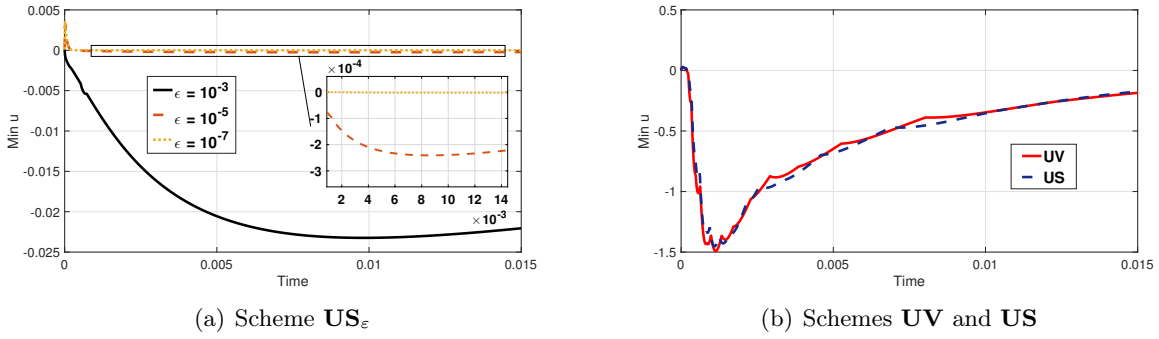 0.005
0
-0.005
-0.01
-0.015
-0.02
-0.025
Min u
0 0.005 0.01 0.015
Time
ϵ = 10^-3
ϵ = 10^-5
ϵ = 10^-7
×10^-4
0
-1
-2
-3
2 4 6 8 10 12 14
×10^-3
(a) Scheme US_ε
0.5
0
-0.5
-1
-1.5
Min u
0 0.005 0.01 0.015
Time
UV
US
(b) Schemes UV and US